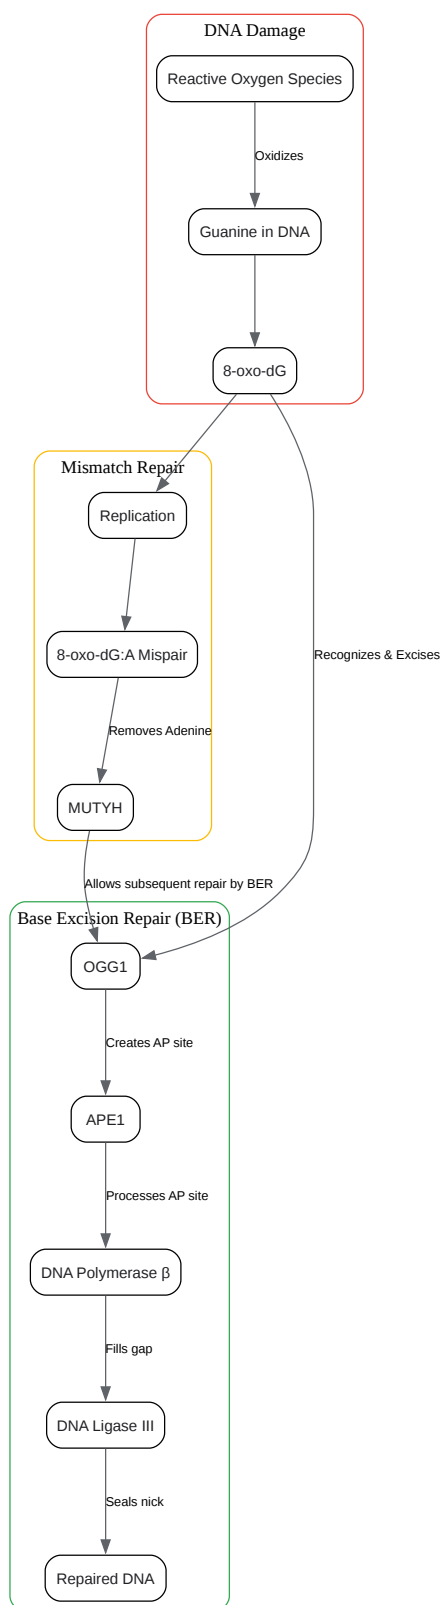 DNA Damage
Reactive Oxygen Species
Oxidizes
Guanine in DNA
8-oxo-dG
Mismatch Repair
Replication
8-oxo-dG:A Mispair
Recognizes & Excises
Removes Adenine
MUTYH
Allows subsequent repair by BER
Base Excision Repair (BER)
OGG1
Creates AP site
APE1
Processes AP site
DNA Polymerase β
Fills gap
DNA Ligase III
Seals nick
Repaired DNA